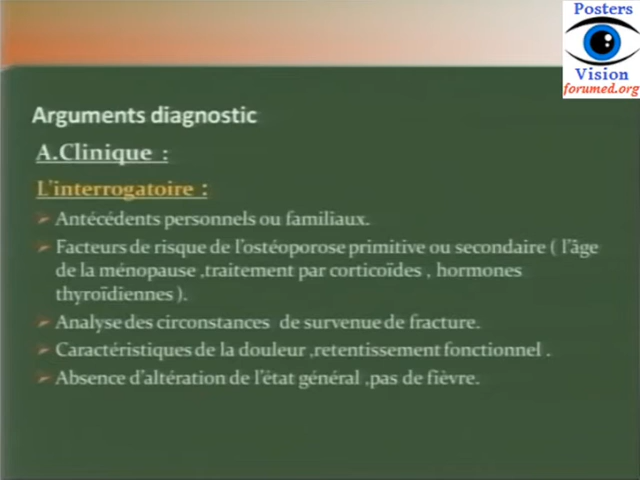 Posters
Vision
forumed.org
Arguments diagnostic
A.Clinique :
L'interrogatoire :
➢ Antécédents personnels ou familiaux.
➢ Facteurs de risque de l'ostéoporose primitive ou secondaire ( l'âge
de la ménopause ,traitement par corticoïdes , hormones
thyroïdiennes ).
➢ Analyse des circonstances de survenue de fracture.
➢ Caractéristiques de la douleur ,retentissement fonctionnel .
➢ Absence d'altération de l'état général ,pas de fièvre.